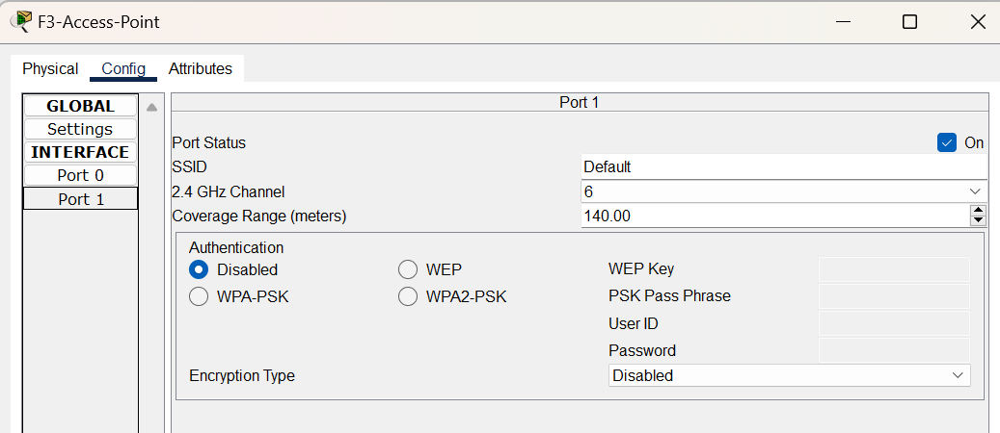 F3-Access-Point
Physical Config Attributes
GLOBAL
Settings
INTERFACE
Port 0
Port 1
Port 1
Port Status On
SSID Default
2.4 GHz Channel 6
Coverage Range (meters) 140.00
Authentication
Disabled WEP WEP Key
WPA-PSK WPA2-PSK PSK Pass Phrase
User ID
Password
Encryption Type Disabled